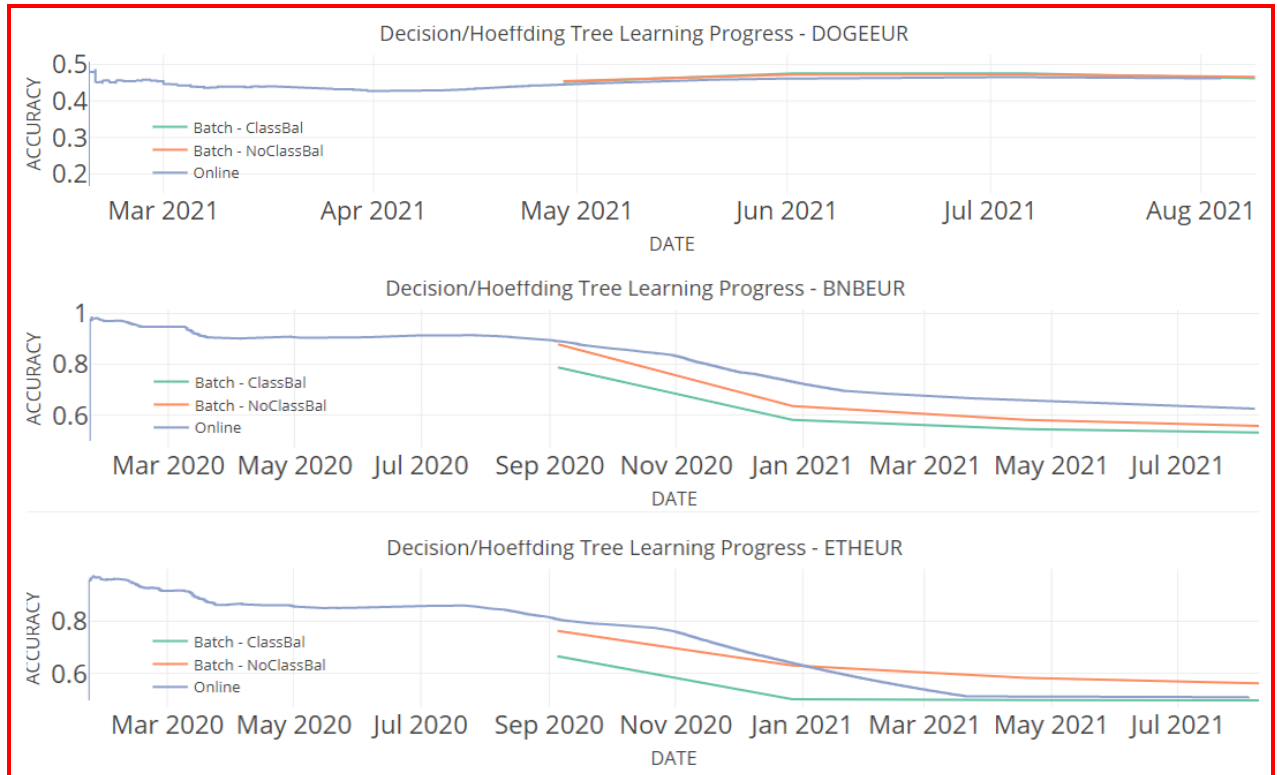 Decision/Hoeffding Tree Learning Progress - DOGEEUR
ACCURACY
0.5
0.4
0.3
0.2
Batch - ClassBal
Batch - NoClassBal
Online
Mar 2021 Apr 2021 May 2021 Jun 2021 Jul 2021 Aug 2021
DATE
Decision/Hoeffding Tree Learning Progress - BNBEUR
ACCURACY
1
0.8
0.6
Batch - ClassBal
Batch - NoClassBal
Online
Mar 2020 May 2020 Jul 2020 Sep 2020 Nov 2020 Jan 2021 Mar 2021 May 2021 Jul 2021
DATE
Decision/Hoeffding Tree Learning Progress - ETHEUR
ACCURACY
0.8
0.6
Batch - ClassBal
Batch - NoClassBal
Online
Mar 2020 May 2020 Jul 2020 Sep 2020 Nov 2020 Jan 2021 Mar 2021 May 2021 Jul 2021
DATE